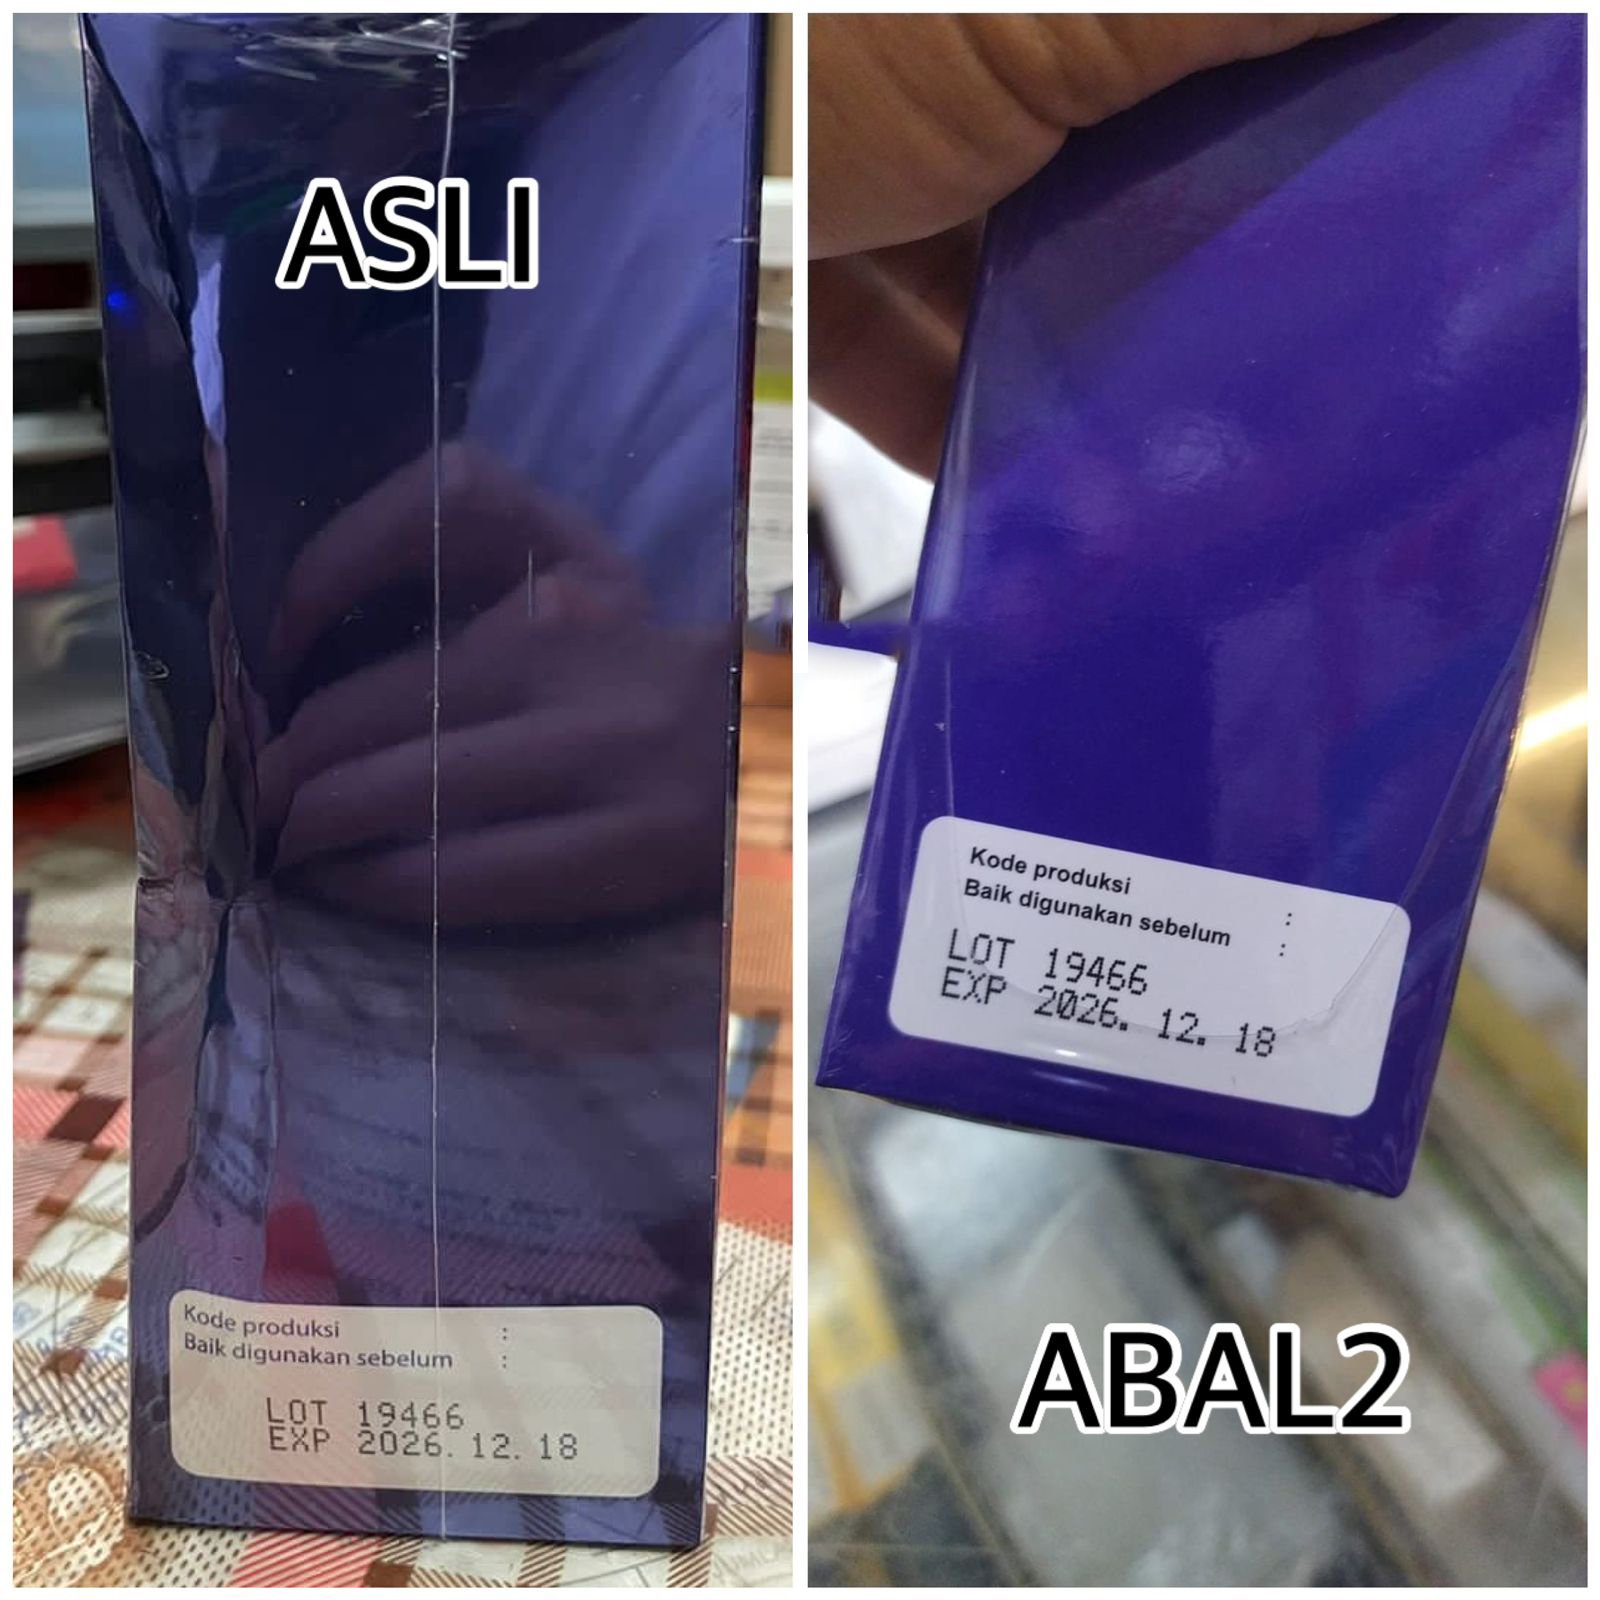 ASLI
Kode produksi :
Baik digunakan sebelum :
LOT 19466
EXP 2026. 12. 18
Kode produksi :
Baik digunakan sebelum :
LOT 19466
EXP 2026. 12. 18
ABAL2